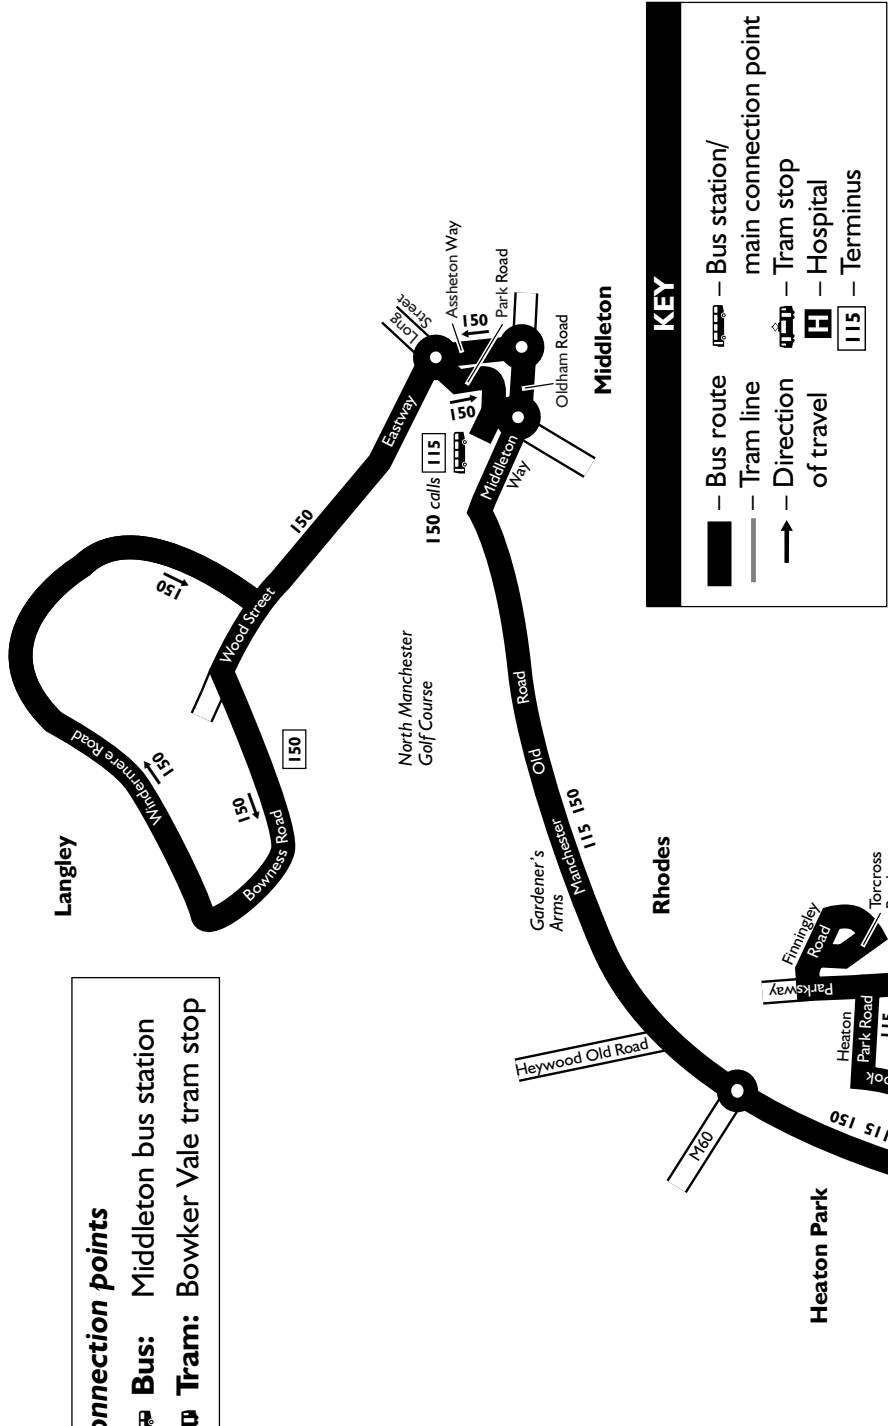 Langley
Windermere Road
150
150
Bowness Road
150
150
Wood Street
150
Eastway
Long
Street
Assheton Way
Park Road
150
150
150 calls 115
Oldham Road
Middleton
Middleton
Way
North Manchester
Golf Course
Manchester Old Road
115 150
Gardener's
Arms
Rhodes
Heywood Old Road
M60
Heaton Park
115 150
Finningley
Road
Torcross
Parksway
Heaton
Park Road
115
onnection points
Bus: Middleton bus station
Tram: Bowker Vale tram stop
KEY
– Bus route
– Tram line
– Direction
of travel
– Bus station/
main connection point
– Tram stop
H – Hospital
115 – Terminus